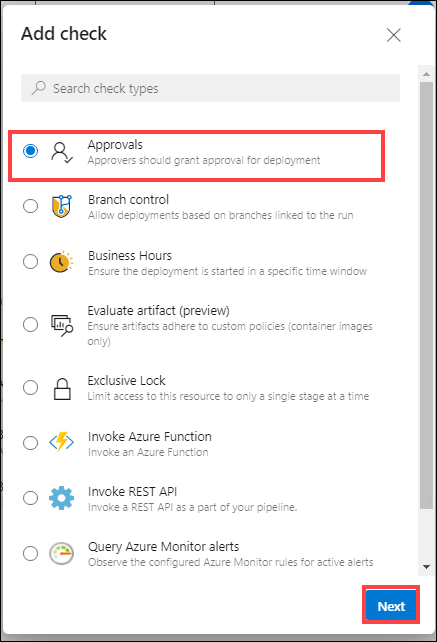 Add check
Search check types
Approvals
Approvers should grant approval for deployment
Branch control
Allow deployments based on branches linked to the run
Business Hours
Ensure the deployment is started in a specific time window
Evaluate artifact (preview)
Ensure artifacts adhere to custom policies (container images
only)
Exclusive Lock
Limit access to this resource to only a single stage at a time
Invoke Azure Function
Invoke an Azure Function
Invoke REST API
Invoke a REST API as a part of your pipeline.
Query Azure Monitor alerts
Observe the configured Azure Monitor rules for active alerts
Next